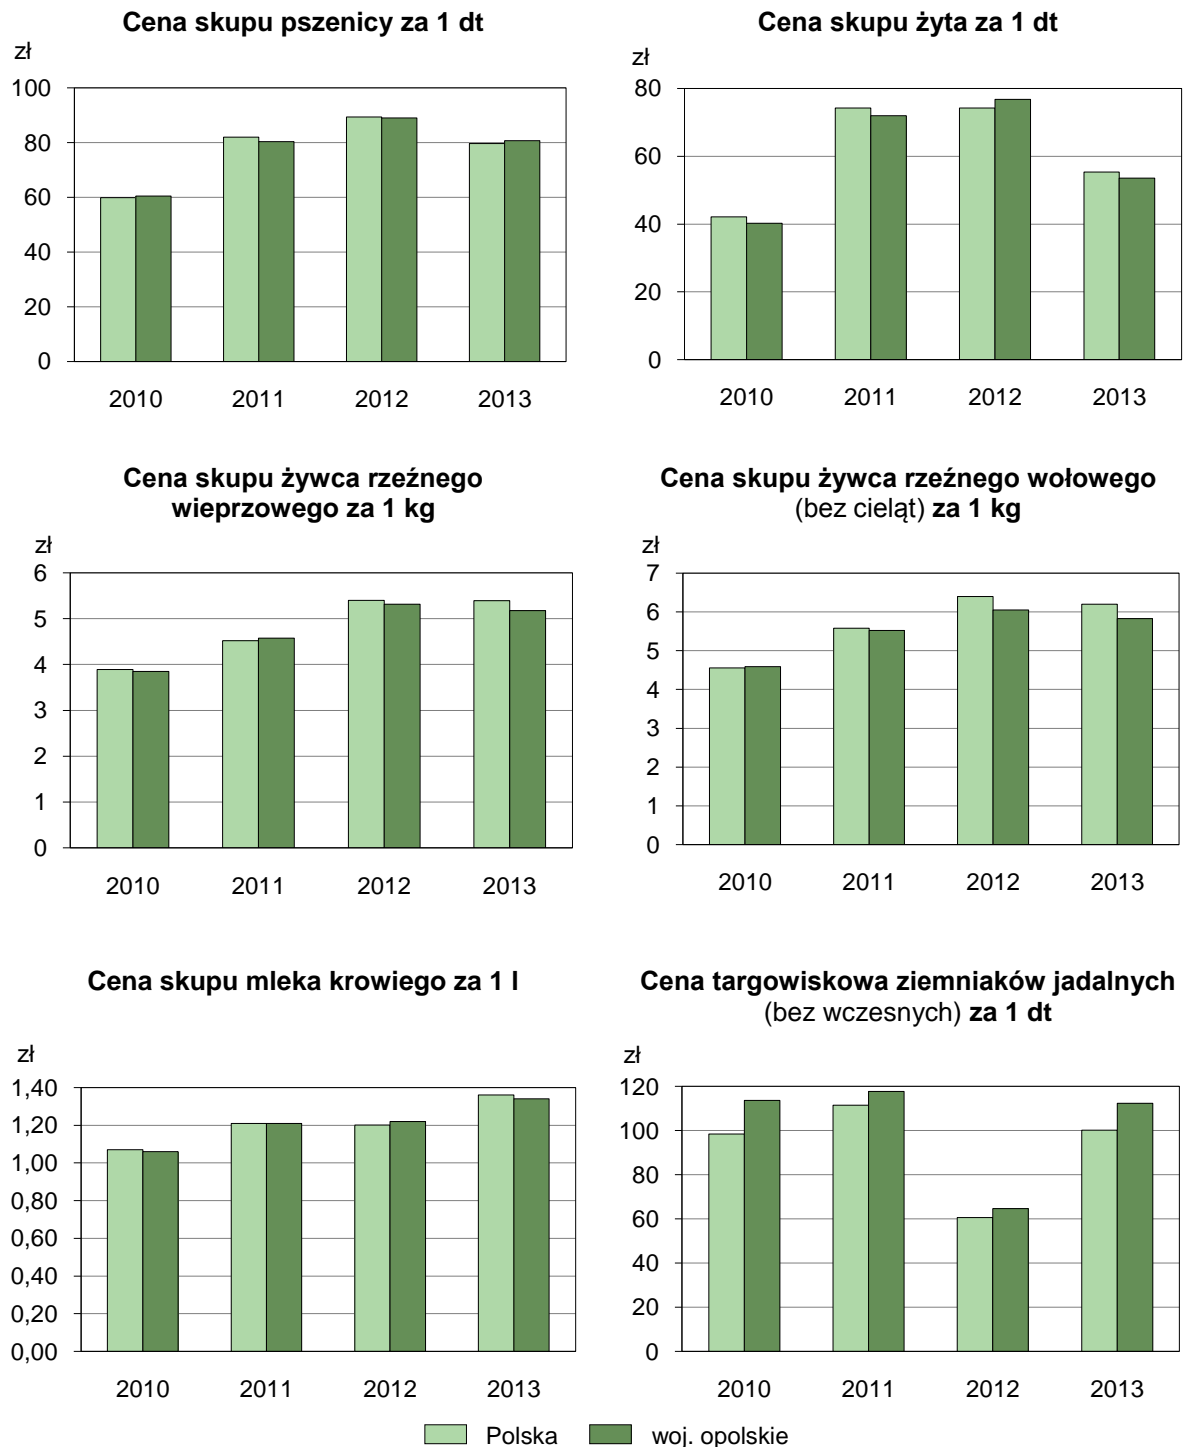 Cena skupu pszenicy za 1 dt
zł
100
80
60
40
20
0
2010 2011 2012 2013
Cena skupu żyta za 1 dt
zł
80
60
40
20
0
2010 2011 2012 2013
Cena skupu żywca rzeźnego
wieprzowego za 1 kg
zł
6
5
4
3
2
1
0
2010 2011 2012 2013
Cena skupu żywca rzeźnego wołowego
(bez cieląt) za 1 kg
zł
7
6
5
4
3
2
1
0
2010 2011 2012 2013
Cena skupu mleka krowiego za 1 l
zł
1,40
1,20
1,00
0,80
0,60
0,40
0,20
0,00
2010 2011 2012 2013
Cena targowiskowa ziemniaków jadalnych
(bez wczesnych) za 1 dt
zł
120
100
80
60
40
20
0
2010 2011 2012 2013
Polska woj. opolskie